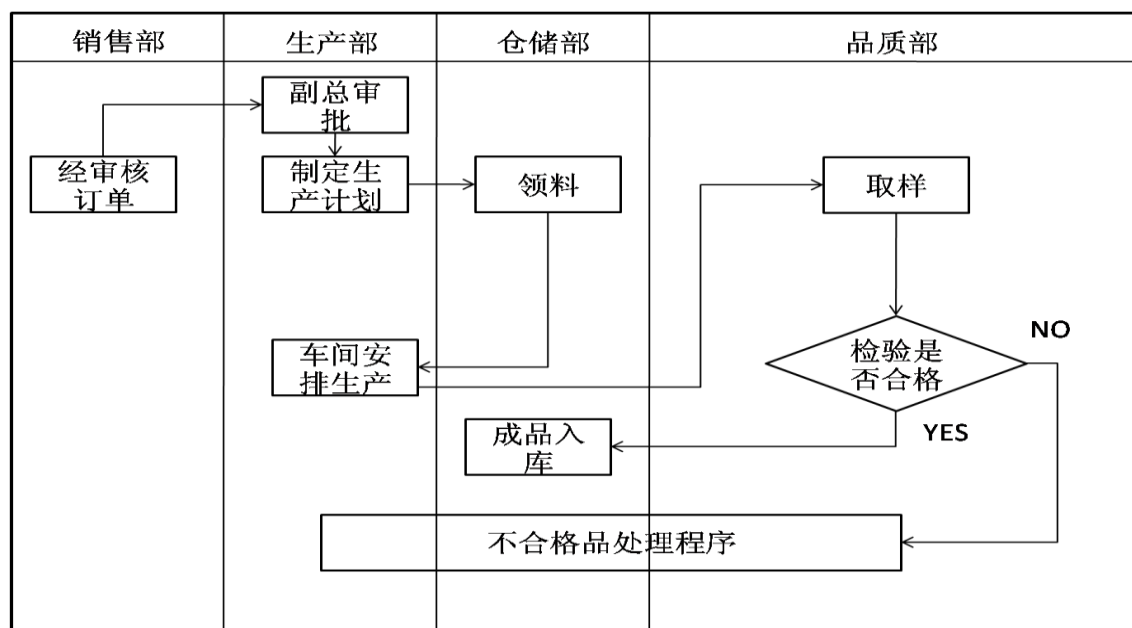 销售部
生产部
仓储部
品质部
副总审
批
经审核
订单
制定生
产计划
领料
取样
车间安
排生产
检验是
否合格
NO
YES
成品入
库
不合格品处理程序